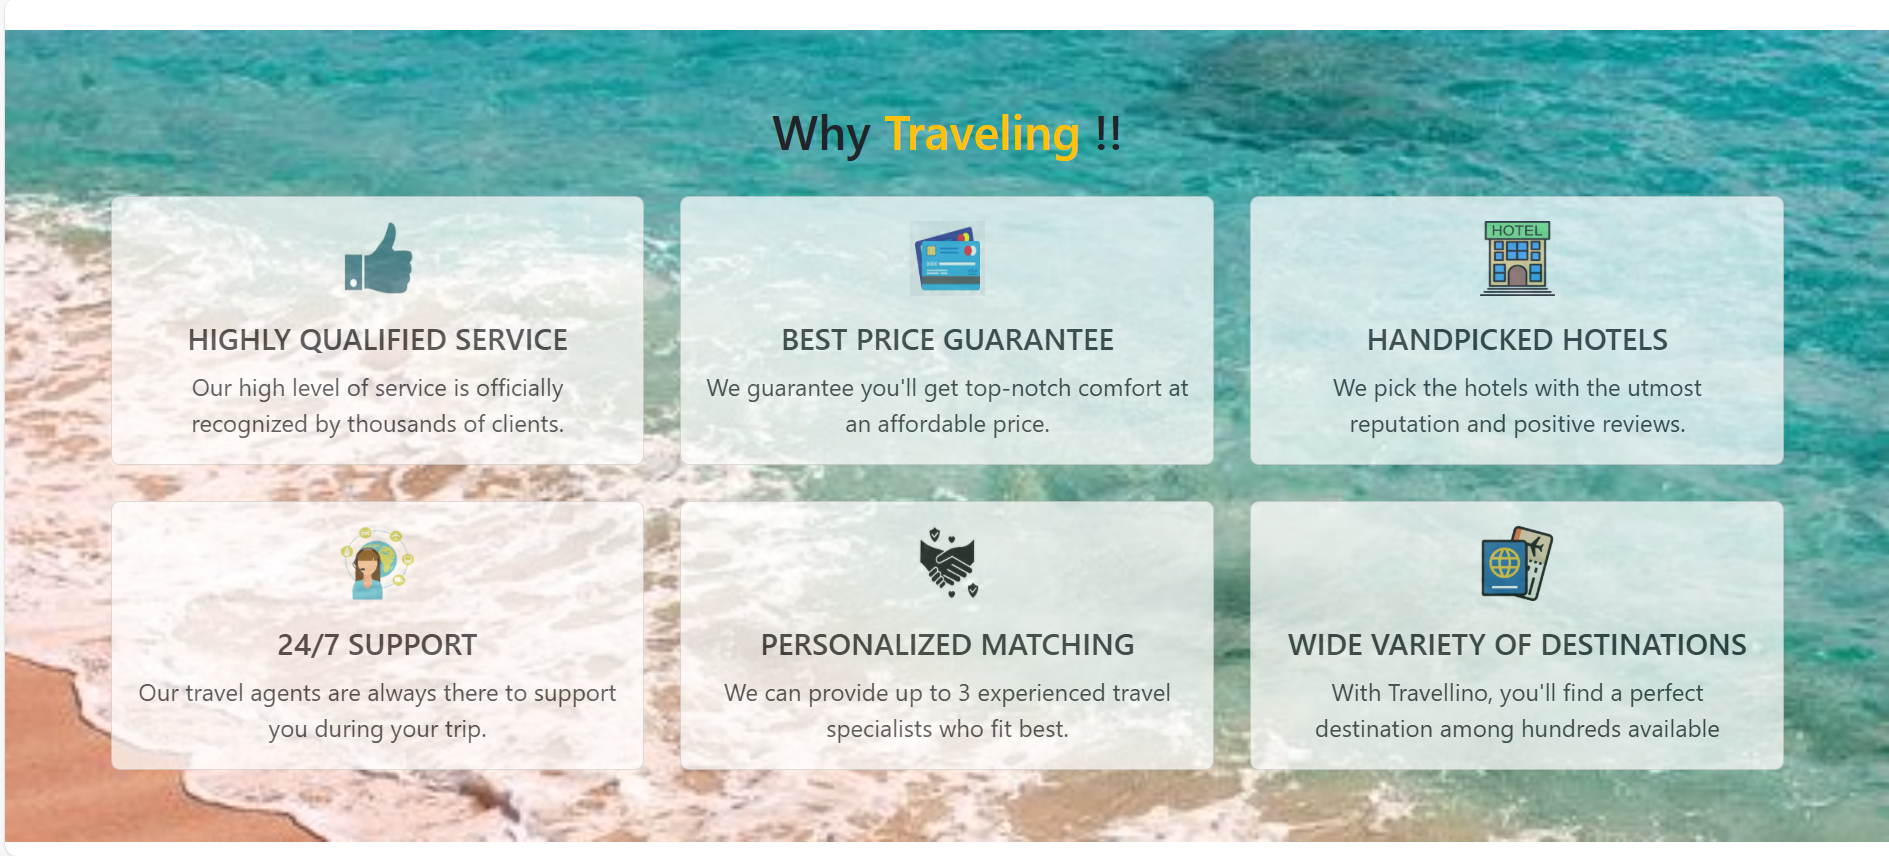 Why Traveling !!
HOTEL
HIGHLY QUALIFIED SERVICE
Our high level of service is officially
recognized by thousands of clients.
BEST PRICE GUARANTEE
We guarantee you'll get top-notch comfort at
an affordable price.
HANDPICKED HOTELS
We pick the hotels with the utmost
reputation and positive reviews.
24/7 SUPPORT
Our travel agents are always there to support
you during your trip.
PERSONALIZED MATCHING
We can provide up to 3 experienced travel
specialists who fit best.
WIDE VARIETY OF DESTINATIONS
With Travellino, you'll find a perfect
destination among hundreds available